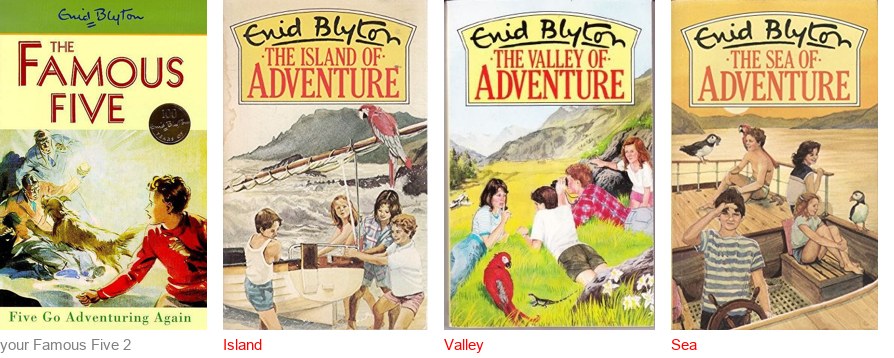 Enid Blyton
THE
FAMOUS
FIVE
Five Go Adventuring Again
your Famous Five 2
Enid Blyton
·THE ISLAND OF·
ADVENTURE
Island
Enid Blyton
·THE VALLEY OF·
ADVENTURE
Valley
Enid Blyton
·THE SEA OF·
ADVENTURE
Sea